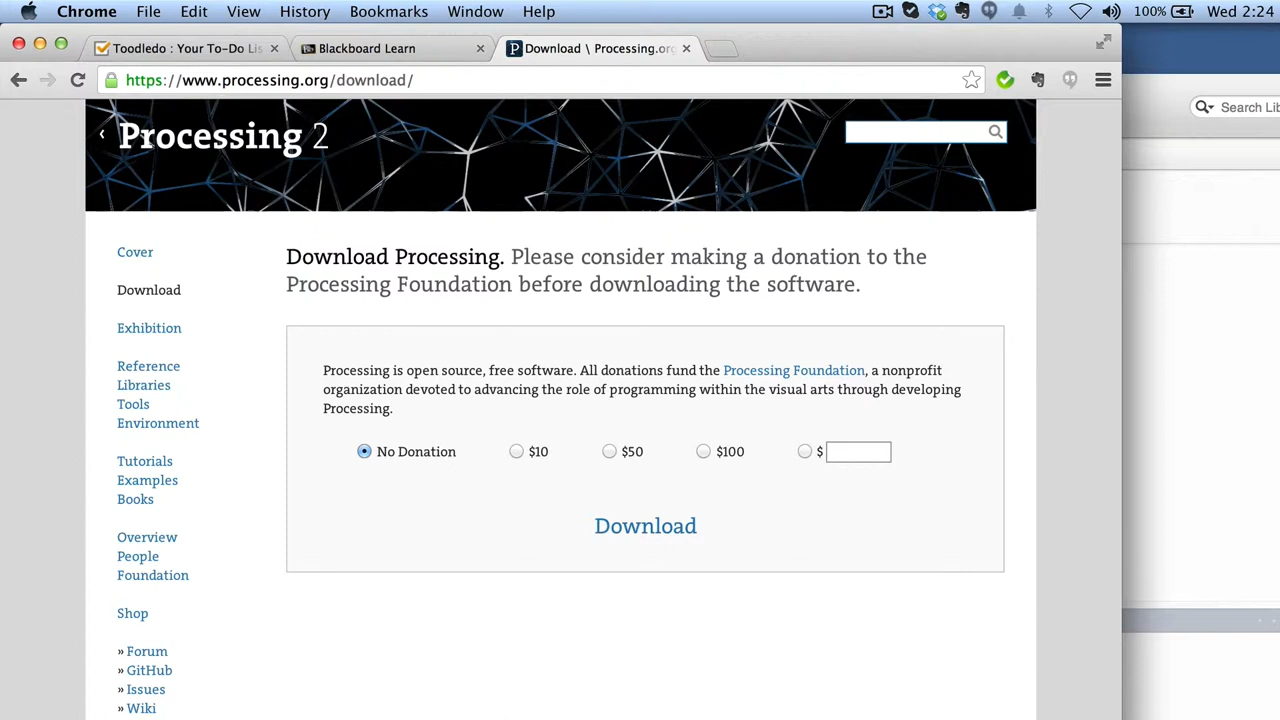 Chrome File Edit View History Bookmarks Window Help 100% Wed 2:24
Toodledo : Your To-Do Lis Blackboard Learn Download \ Processing.org
https://www.processing.org/download/
Search Lib
Processing 2
Cover
Download
Exhibition
Reference
Libraries
Tools
Environment
Tutorials
Examples
Books
Overview
People
Foundation
Shop
» Forum
» GitHub
» Issues
» Wiki
Download Processing. Please consider making a donation to the
Processing Foundation before downloading the software.
Processing is open source, free software. All donations fund the Processing Foundation, a nonprofit
organization devoted to advancing the role of programming within the visual arts through developing
Processing.
No Donation $10 $50 $100 $
Download